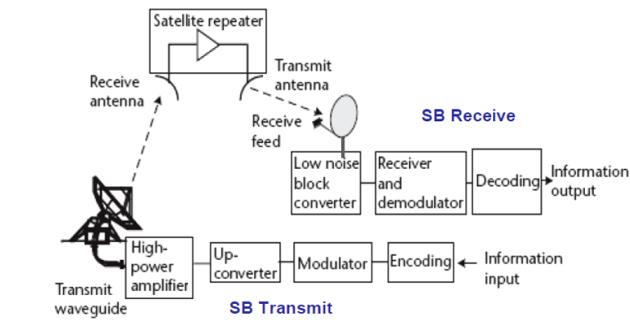 Satellite repeater
Transmit
antenna
Receive
antenna
Receive
feed
SB Receive
Low noise
block
converter
Receiver
and
demodulator
Decoding
Information
output
High-
power
amplifier
Up-
converter
Modulator
Encoding
Information
input
Transmit
waveguide
SB Transmit